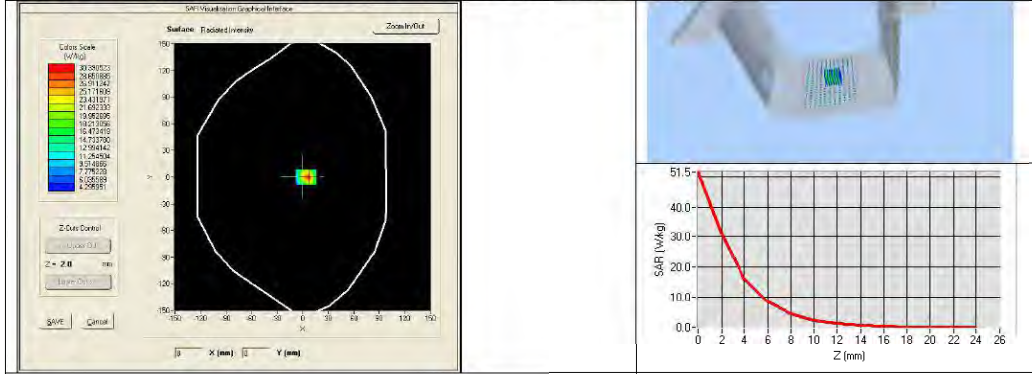 SAR Visualisation Graphical Interface
Surface Radiated Intensity
Zoom In/Out
Colors Scale
(W/kg)
30.390523
28.650885
26.911247
25.171609
23.431971
21.692333
19.952695
18.213056
16.473418
14.733780
12.994142
11.254504
9.514866
7.775228
6.035589
4.295951
Z-Cuts Control
Z = 2.0 mm
SAVE
Cancel
150
120
90
60
30
0
-30
-60
-90
-120
-150
Y
-150 -120 -90 -60 -30 0 30 60 90 120 150
X
0 X (mm) 0 Y (mm)
51.5
40.0
30.0
20.0
10.0
0.0
SAR (W/kg)
0 2 4 6 8 10 12 14 16 18 20 22 24 26
Z (mm)